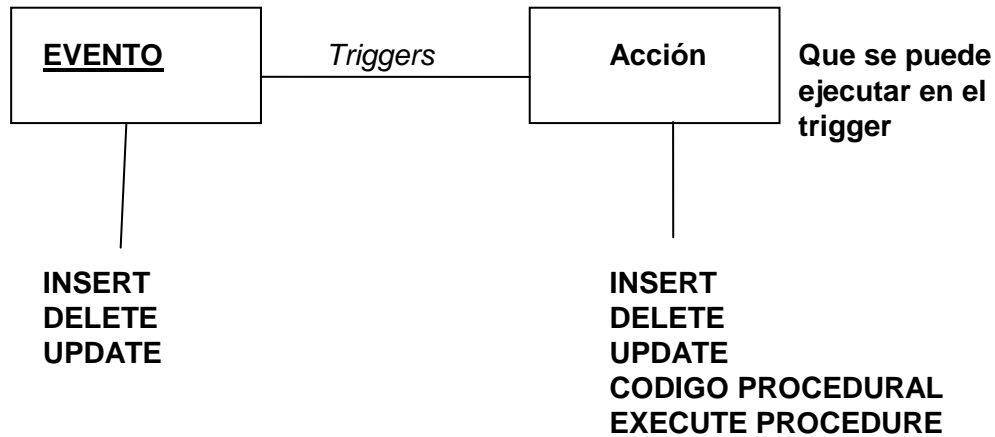 EVENTO
Triggers
Acción
Que se puede
ejecutar en el
trigger
INSERT
DELETE
UPDATE
INSERT
DELETE
UPDATE
CODIGO PROCEDURAL
EXECUTE PROCEDURE